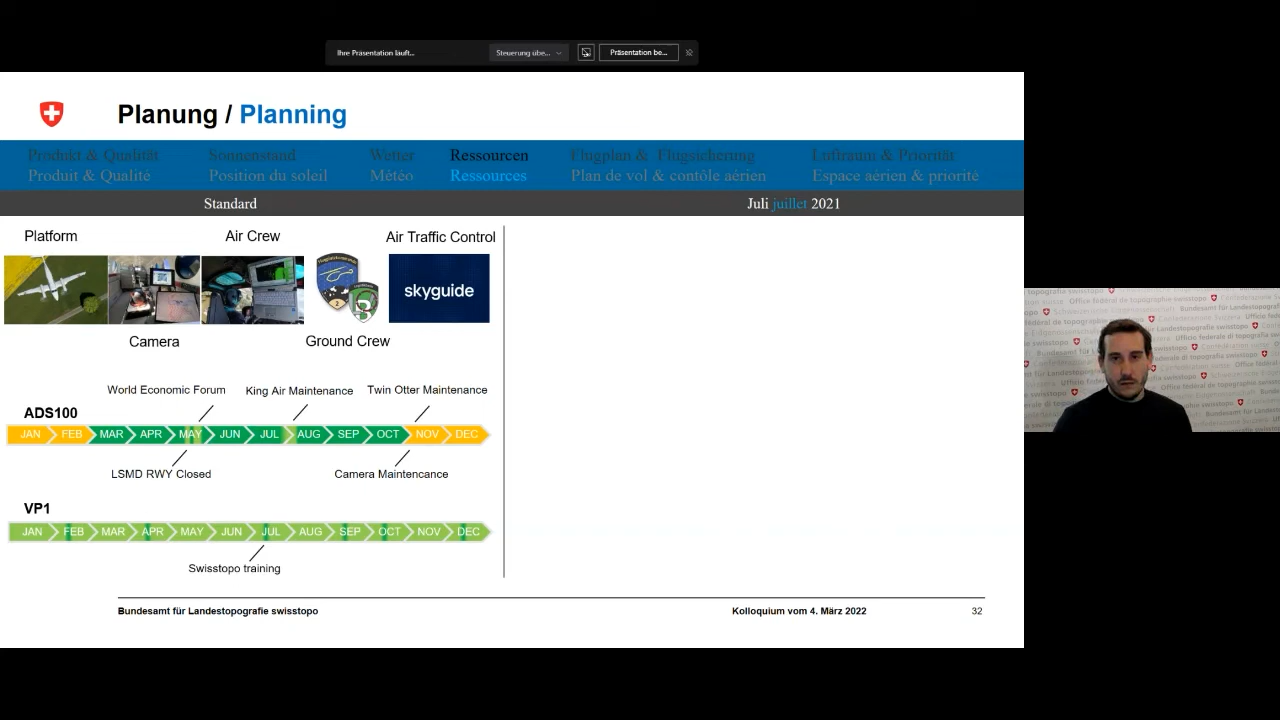 Ihre Präsentation läuft...
Steuerung übe...
Präsentation be...
Planung / Planning
Produkt & Qualität
Produit & Qualité
Sonnenstand
Position du soleil
Wetter
Météo
Ressourcen
Ressources
Flugplan & Flugsicherung
Plan de vol & contôle aérien
Luftraum & Priorität
Espace aérien & priorité
Standard
Juli juillet 2021
Platform
Air Crew
Air Traffic Control
skyguide
Camera
Ground Crew
World Economic Forum
King Air Maintenance
Twin Otter Maintenance
ADS100
JAN FEB MAR APR MAY JUN JUL AUG SEP OCT NOV DEC
LSMD RWY Closed
Camera Maintencance
VP1
JAN FEB MAR APR MAY JUN JUL AUG SEP OCT NOV DEC
Swisstopo training
Bundesamt für Landestopografie swisstopo
Kolloquium vom 4. März 2022
32